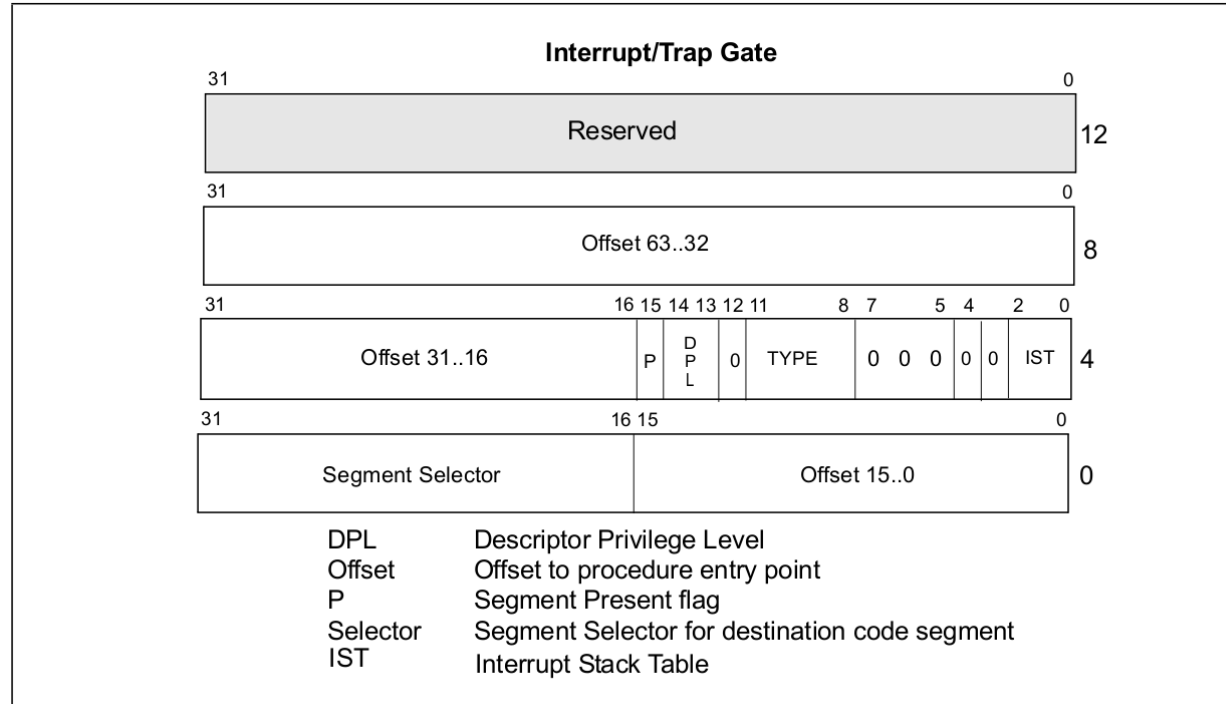 Interrupt/Trap Gate
31 0
Reserved 12
31 0
Offset 63..32 8
31 16 15 14 13 12 11 8 7 5 4 2 0
Offset 31..16 P DPL 0 TYPE 0 0 0 0 0 IST 4
31 16 15 0
Segment Selector Offset 15..0 0
DPL Descriptor Privilege Level
Offset Offset to procedure entry point
P Segment Present flag
Selector Segment Selector for destination code segment
IST Interrupt Stack Table